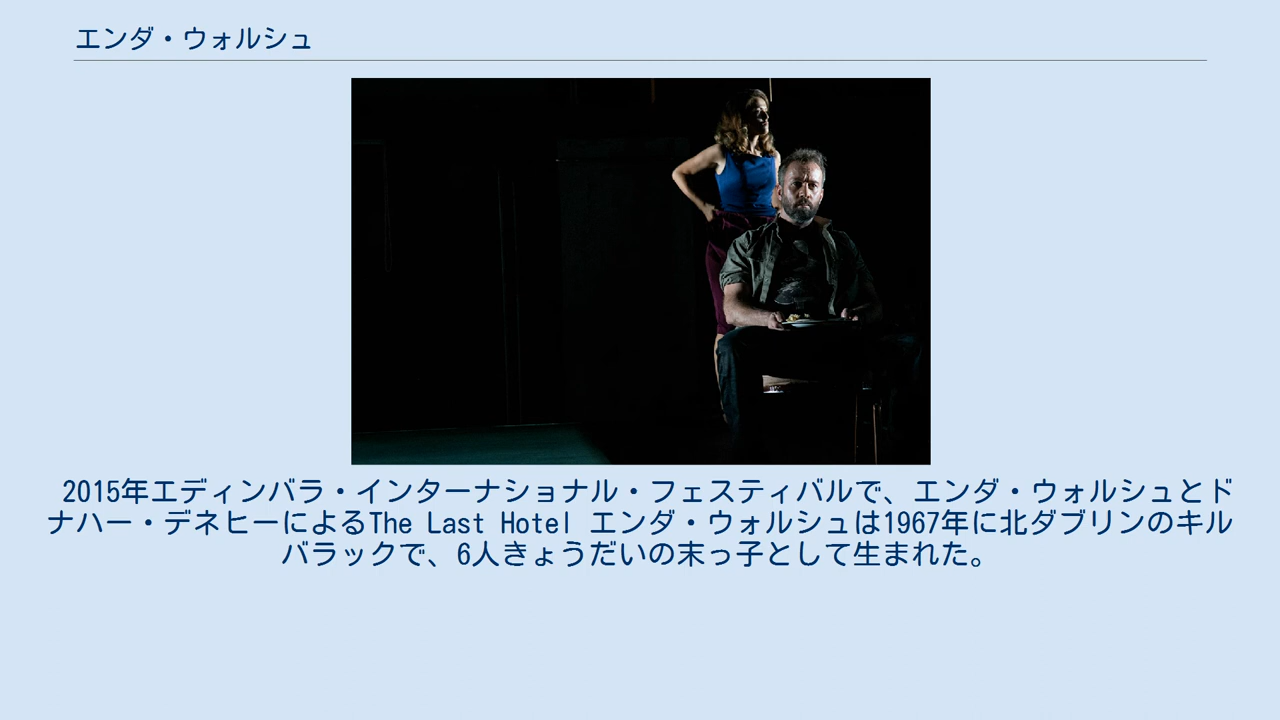 エンダ・ウォルシュ
2015年エディンバラ・インターナショナル・フェスティバルで、エンダ・ウォルシュとド
ナハー・デネヒーによるThe Last Hotel エンダ・ウォルシュは1967年に北ダブリンのキル
バラックで、6人きょうだいの末っ子として生まれた。